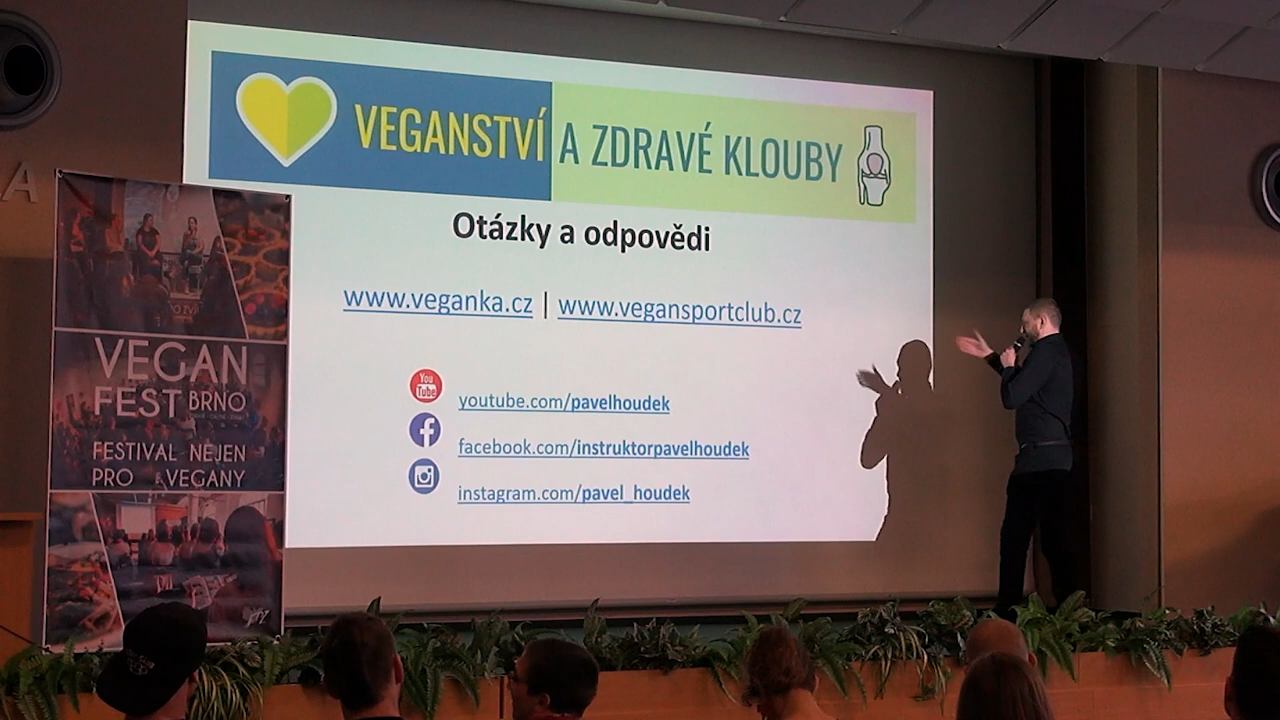 VEGANSTVÍ A ZDRAVÉ KLOUBY
Otázky a odpovědi
www.veganka.cz | www.vegansportclub.cz
You
Tube
youtube.com/pavelhoudek
facebook.com/instruktorpavelhoudek
instagram.com/pavel_houdek
A
VEGAN
FEST BRNO
FESTIVAL NEJEN
PRO VEGANY